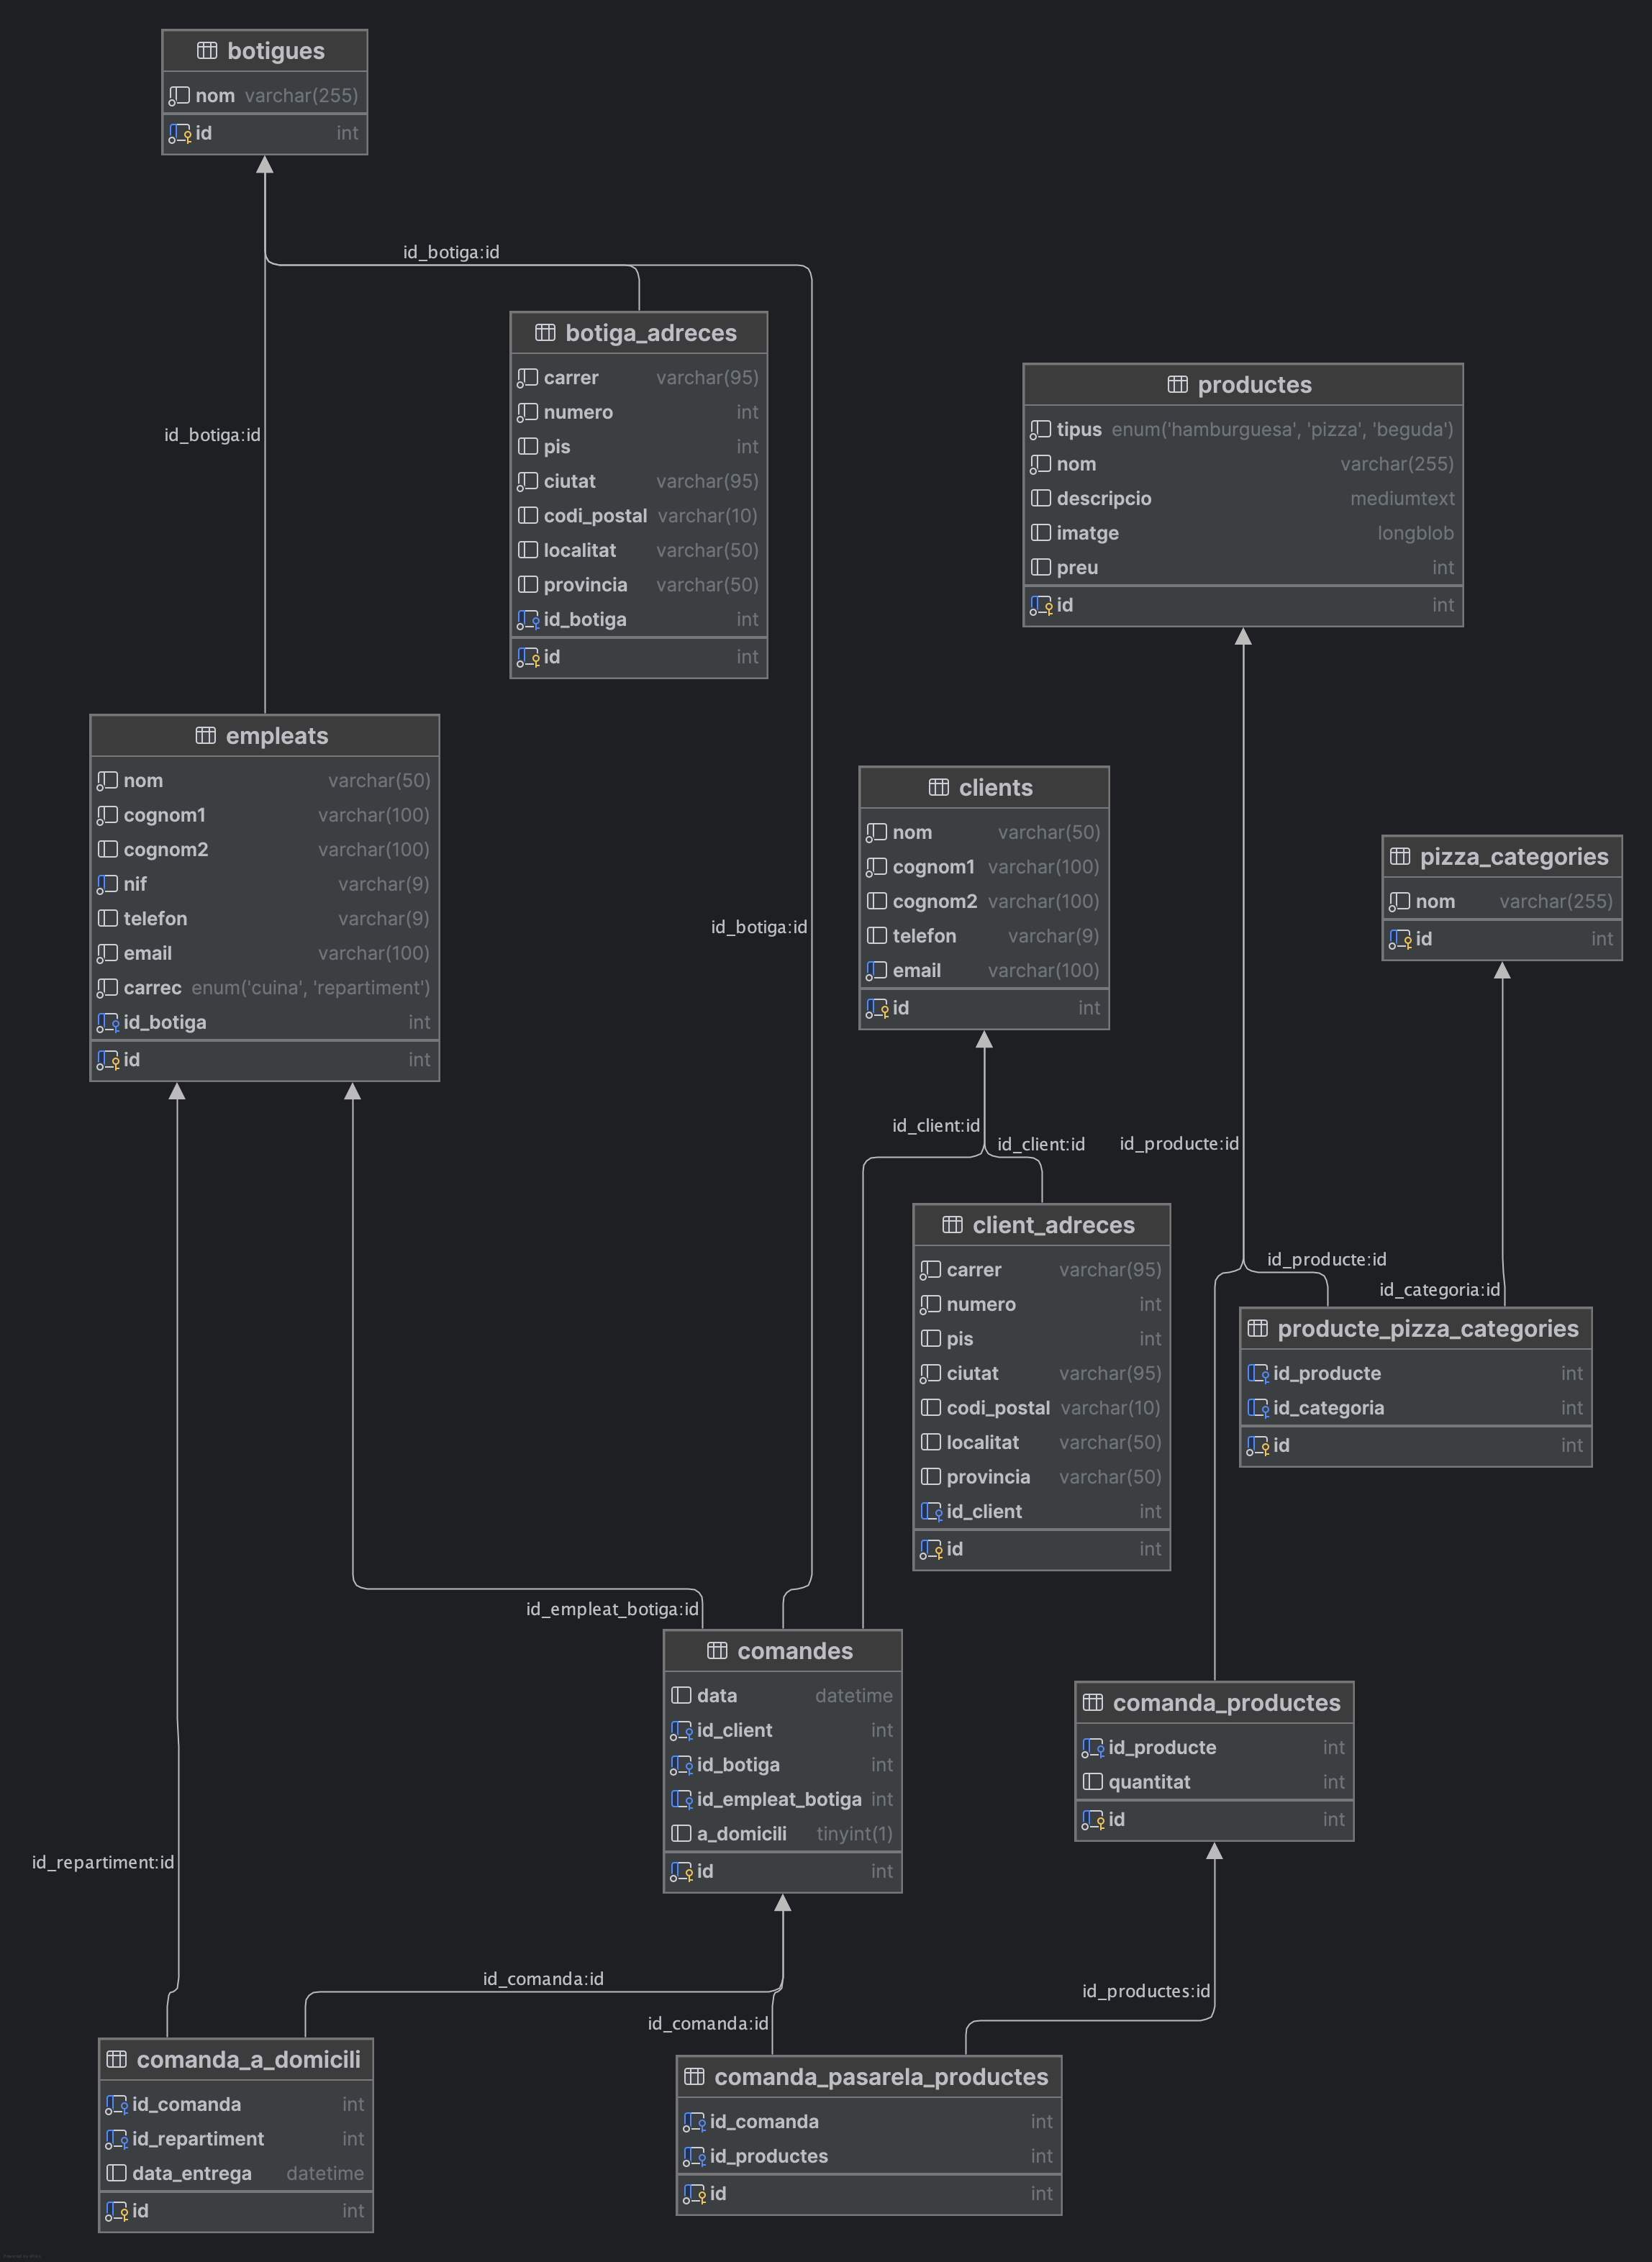 botigues
nom varchar(255)
id int
id_botiga:id
id_botiga:id
id_botiga:id
botiga_adreces
carrer varchar(95)
numero int
pis int
ciutat varchar(95)
codi_postal varchar(10)
localitat varchar(50)
provincia varchar(50)
id_botiga int
id int
productes
tipus enum('hamburguesa', 'pizza', 'beguda')
nom varchar(255)
descripcio mediumtext
imatge longblob
preu int
id int
empleats
nom varchar(50)
cognom1 varchar(100)
cognom2 varchar(100)
nif varchar(9)
telefon varchar(9)
email varchar(100)
carrec enum('cuina', 'repartiment')
id_botiga int
id int
clients
nom varchar(50)
cognom1 varchar(100)
cognom2 varchar(100)
telefon varchar(9)
email varchar(100)
id int
pizza_categories
nom varchar(255)
id int
id_client:id
id_client:id
id_producte:id
id_producte:id
id_categoria:id
client_adreces
carrer varchar(95)
numero int
pis int
ciutat varchar(95)
codi_postal varchar(10)
localitat varchar(50)
provincia varchar(50)
id_client int
id int
producte_pizza_categories
id_producte int
id_categoria int
id int
id_empleat_botiga:id
comandes
data datetime
id_client int
id_botiga int
id_empleat_botiga int
a_domicili tinyint(1)
id int
comanda_productes
id_producte int
quantitat int
id int
id_repartiment:id
id_comanda:id
id_comanda:id
id_productes:id
comanda_a_domicili
id_comanda int
id_repartiment int
data_entrega datetime
id int
comanda_pasarela_productes
id_comanda int
id_productes int
id int